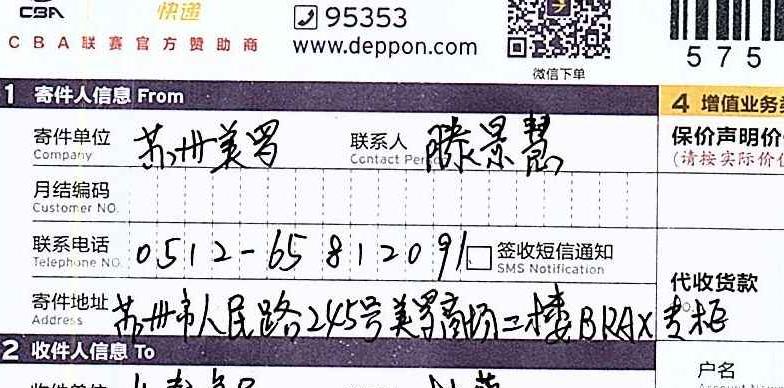 CBA 快递 95353
CBA联赛官方赞助商 www.deppon.com
微信下单 575
1 寄件人信息 From
4 增值业务
寄件单位 苏州美罗 联系人 滕景慧
Company Contact Person
保价声明价
(请按实际价
月结编码
Customer NO.
联系电话 0512-65812091 签收短信通知
Telephone NO. SMS Notification
代收货款
寄件地址 苏州市人民路245号美罗商场二楼BRAX专柜
Address
2 收件人信息 To
户名